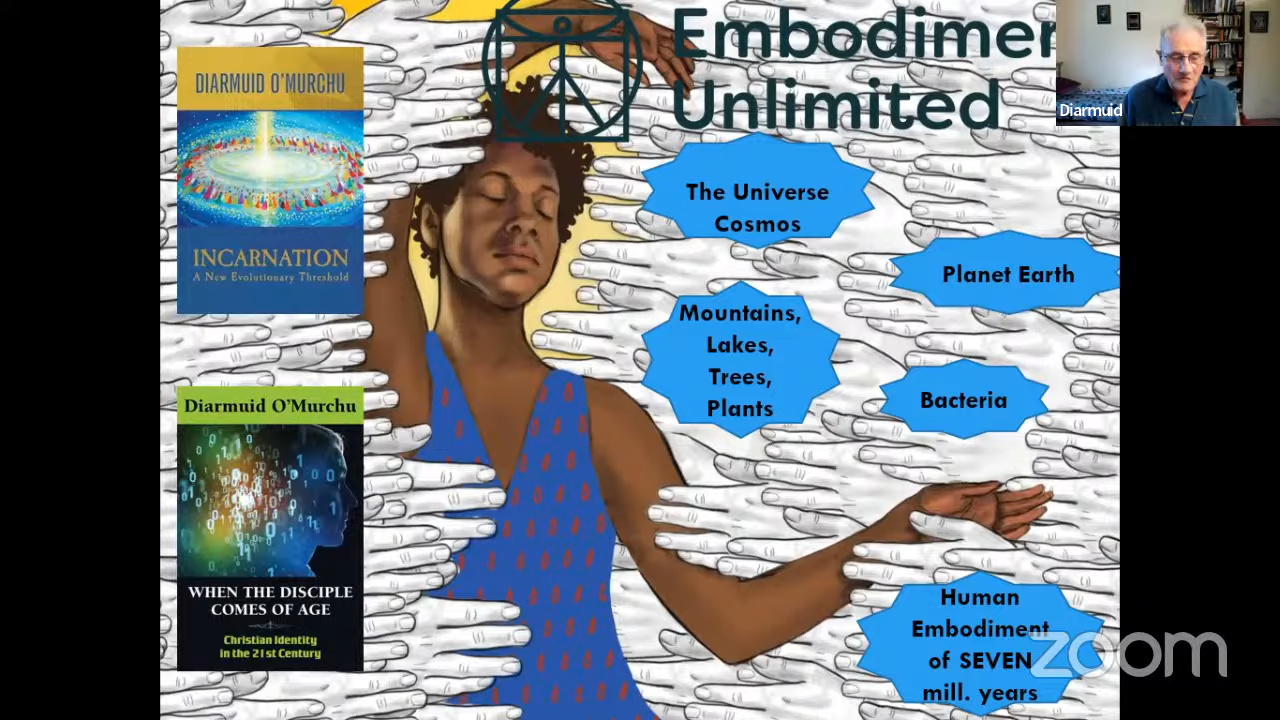 Embodimen
Unlimited
Diarmuid
DIARMUID O'MURCHU
INCARNATION
A New Evolutionary Threshold
The Universe
Cosmos
Planet Earth
Mountains,
Lakes,
Trees,
Plants
Bacteria
Diarmuid O'Murchu
WHEN THE DISCIPLE
COMES OF AGE
Christian Identity
in the 21st Century
Human
Embodiment
of SEVEN
mill. years
zoom